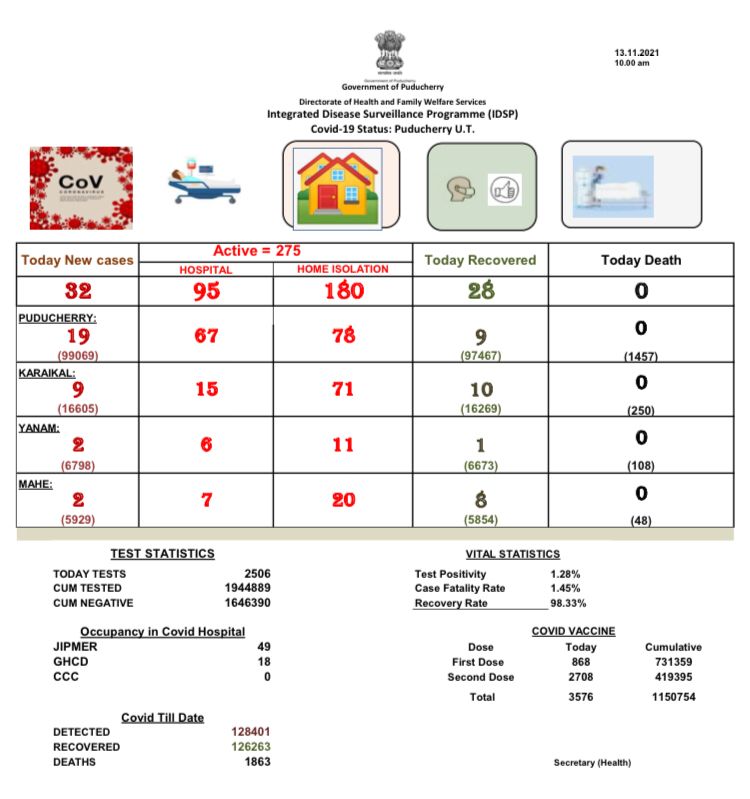 13.11.2021
10.00 am
सत्यमेव जयते
Government of Puducherry
Government of Puducherry
Directorate of Health and Family Welfare Services
Integrated Disease Surveillance Programme (IDSP)
Covid-19 Status: Puducherry U.T.
CoV
CORONAVIRUS
Today New cases
Active = 275
HOSPITAL HOME ISOLATION
Today Recovered
Today Death
32 95 180 28 0
PUDUCHERRY:
19 67 78 9 0
(99069) (97467) (1457)
KARAIKAL:
9 15 71 10 0
(16605) (16269) (250)
YANAM:
2 6 11 1 0
(6798) (6673) (108)
MAHE:
2 7 20 8 0
(5929) (5854) (48)
TEST STATISTICS
TODAY TESTS 2506
CUM TESTED 1944889
CUM NEGATIVE 1646390
VITAL STATISTICS
Test Positivity 1.28%
Case Fatality Rate 1.45%
Recovery Rate 98.33%
Occupancy in Covid Hospital
JIPMER 49
GHCD 18
CCC 0
COVID VACCINE
Dose Today Cumulative
First Dose 868 731359
Second Dose 2708 419395
Total 3576 1150754
Covid Till Date
DETECTED 128401
RECOVERED 126263
DEATHS 1863
Secretary (Health)